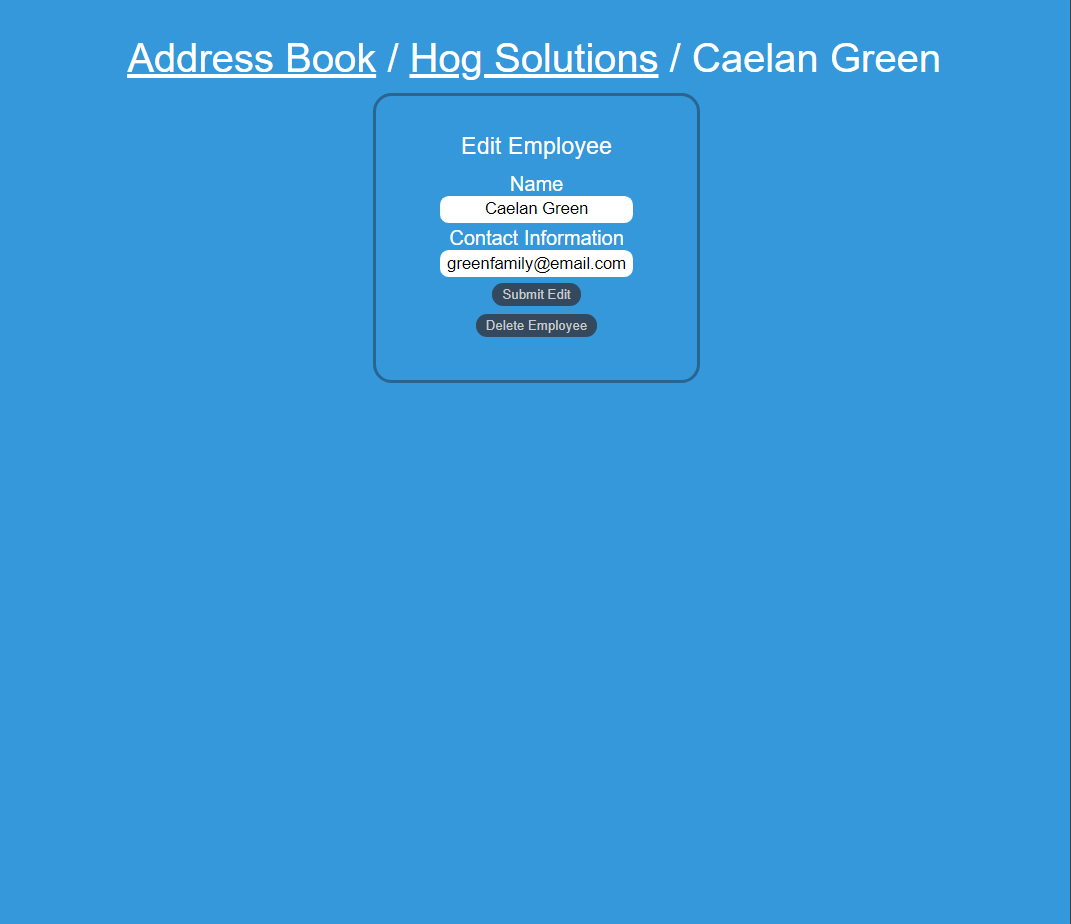 Address Book / Hog Solutions / Caelan Green
Edit Employee
Name
Caelan Green
Contact Information
greenfamily@email.com
Submit Edit
Delete Employee